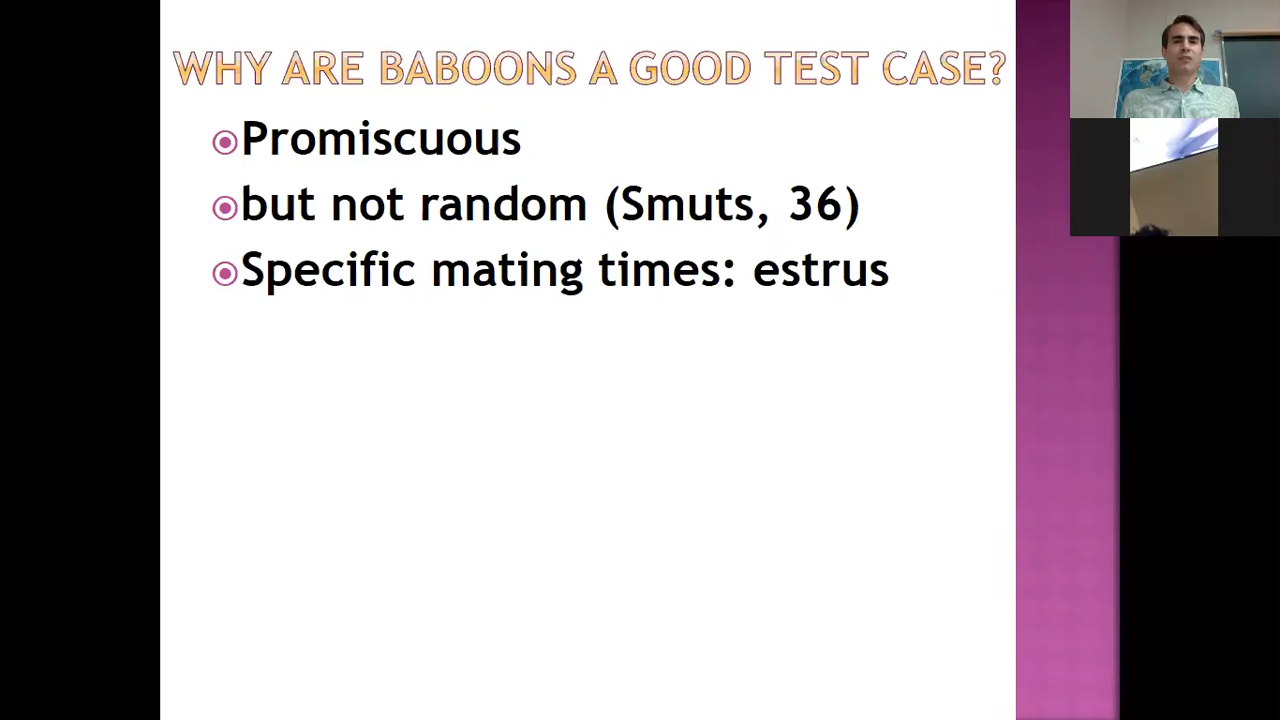 WHY ARE BABOONS A GOOD TEST CASE?
Promiscuous
but not random (Smuts, 36)
Specific mating times: estrus